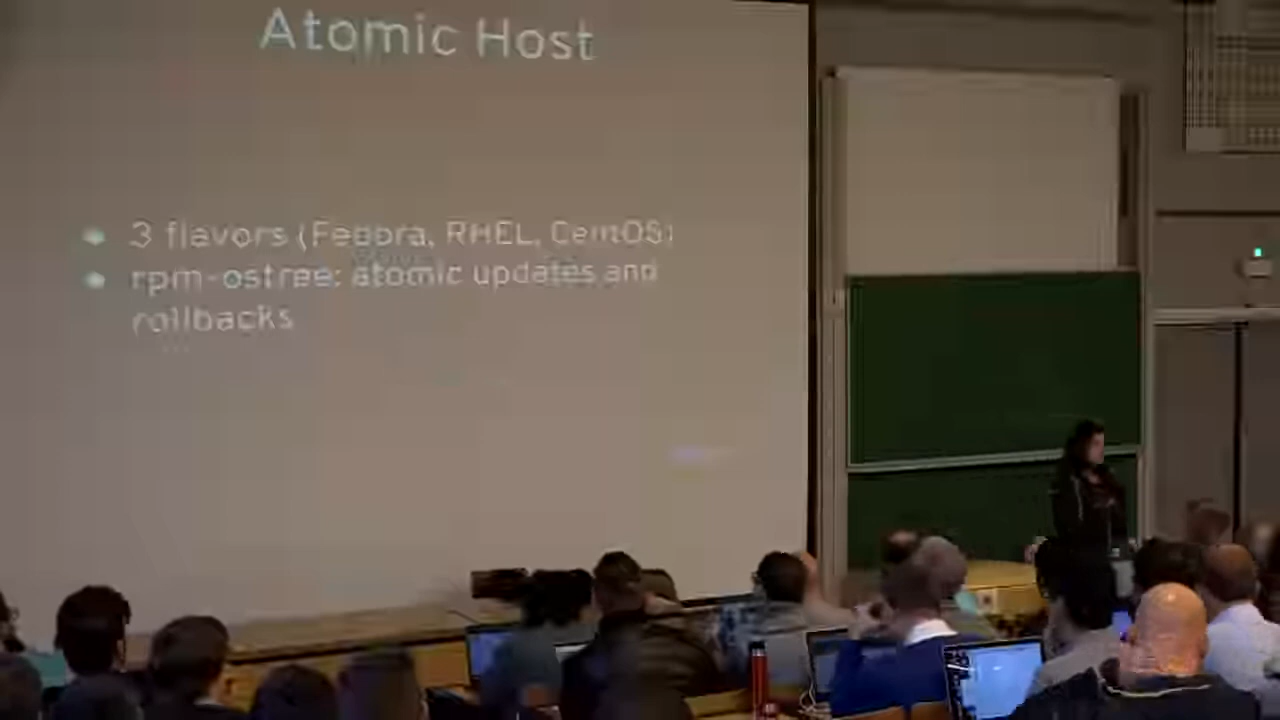 Atomic Host
3 flavors (Fedora, RHEL, CentOS)
rpm-ostree: atomic updates and
rollbacks